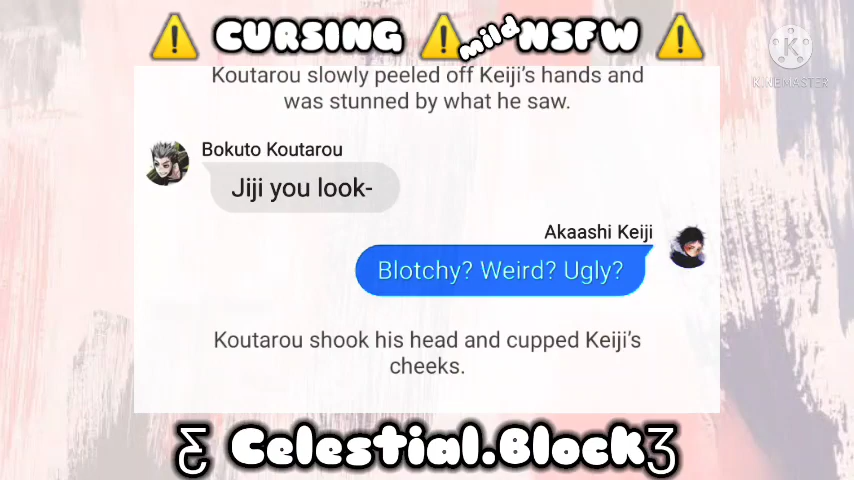 ⚠️ CURSING ⚠️ mild NSFW ⚠️
K
KINEMASTER
Koutarou slowly peeled off Keiji’s hands and
was stunned by what he saw.
Bokuto Koutarou
Jiji you look-
Akaashi Keiji
Blotchy? Weird? Ugly?
Koutarou shook his head and cupped Keiji’s
cheeks.
Ƹ Celestial.Block Ʒ